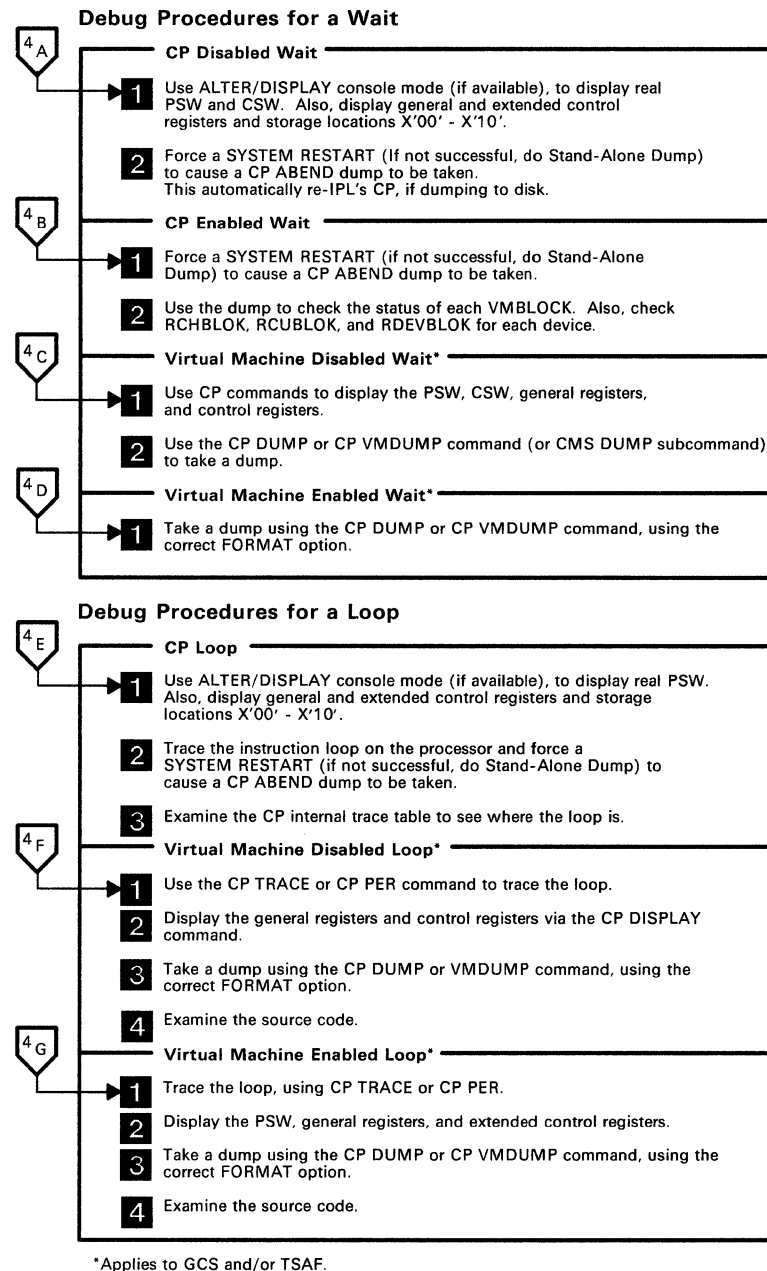 Debug Procedures for a Wait
4 A
CP Disabled Wait
1 Use ALTER/DISPLAY console mode (if available), to display real
PSW and CSW. Also, display general and extended control
registers and storage locations X'00' - X'10'.
2 Force a SYSTEM RESTART (If not successful, do Stand-Alone Dump)
to cause a CP ABEND dump to be taken.
This automatically re-IPL's CP, if dumping to disk.
4 B
CP Enabled Wait
1 Force a SYSTEM RESTART (if not successful, do Stand-Alone
Dump) to cause a CP ABEND dump to be taken.
2 Use the dump to check the status of each VMBLOCK. Also, check
RCHBLOK, RCUBLOK, and RDEVBLOK for each device.
4 C
Virtual Machine Disabled Wait*
1 Use CP commands to display the PSW, CSW, general registers,
and control registers.
2 Use the CP DUMP or CP VMDUMP command (or CMS DUMP subcommand)
to take a dump.
4 D
Virtual Machine Enabled Wait*
1 Take a dump using the CP DUMP or CP VMDUMP command, using the
correct FORMAT option.
Debug Procedures for a Loop
4 E
CP Loop
1 Use ALTER/DISPLAY console mode (if available), to display real PSW.
Also, display general and extended control registers and storage
locations X'00' - X'10'.
2 Trace the instruction loop on the processor and force a
SYSTEM RESTART (if not successful, do Stand-Alone Dump) to
cause a CP ABEND dump to be taken.
3 Examine the CP internal trace table to see where the loop is.
4 F
Virtual Machine Disabled Loop*
1 Use the CP TRACE or CP PER command to trace the loop.
2 Display the general registers and control registers via the CP DISPLAY
command.
3 Take a dump using the CP DUMP or VMDUMP command, using the
correct FORMAT option.
4 Examine the source code.
4 G
Virtual Machine Enabled Loop*
1 Trace the loop, using CP TRACE or CP PER.
2 Display the PSW, general registers, and extended control registers.
3 Take a dump using the CP DUMP or CP VMDUMP command, using the
correct FORMAT option.
4 Examine the source code.
*Applies to GCS and/or TSAF.